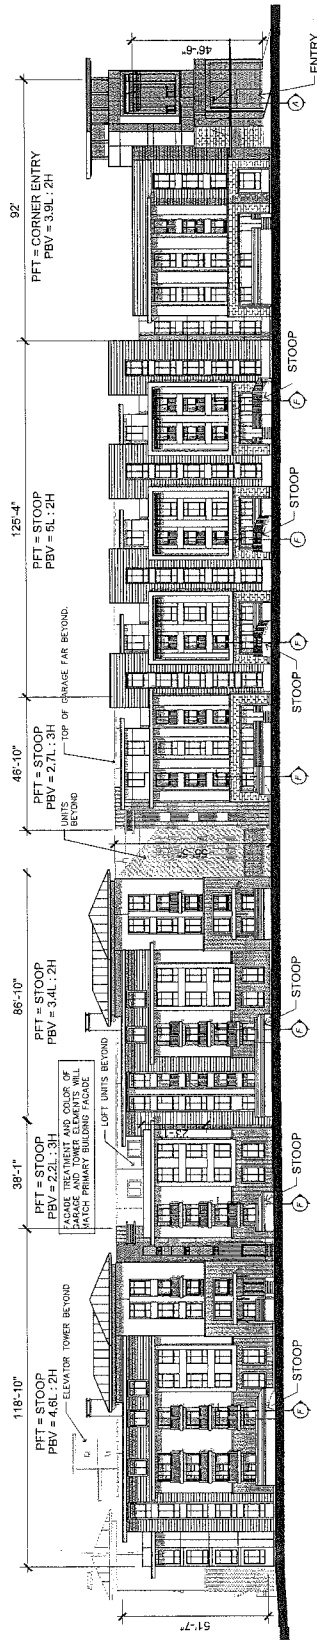 118'-10"
PFT = STOOP
PBV = 4.6L : 2H
ELEVATOR TOWER BEYOND
38'-1"
PFT = STOOP
PBV = 2.2L : 3H
FACADE TREATMENT AND COLOR OF
GARAGE AND TOWER ELEMENTS WILL
MATCH PRIMARY BUILDING FACADE
LOFT UNITS BEYOND
86'-10"
PFT = STOOP
PBV = 3.4L : 2H
46'-10"
PFT = STOOP
PBV = 2.7L : 3H
UNITS
BEYOND
TOP OF GARAGE FAR BEYOND.
125'-4"
PFT = STOOP
PBV = 5L : 2H
92'
PFT = CORNER ENTRY
PBV = 3.9L : 2H
51'-7"
46'-6"
F
STOOP
F
STOOP
F
STOOP
F
STOOP
F
STOOP
F
STOOP
F
STOOP
A
ENTRY